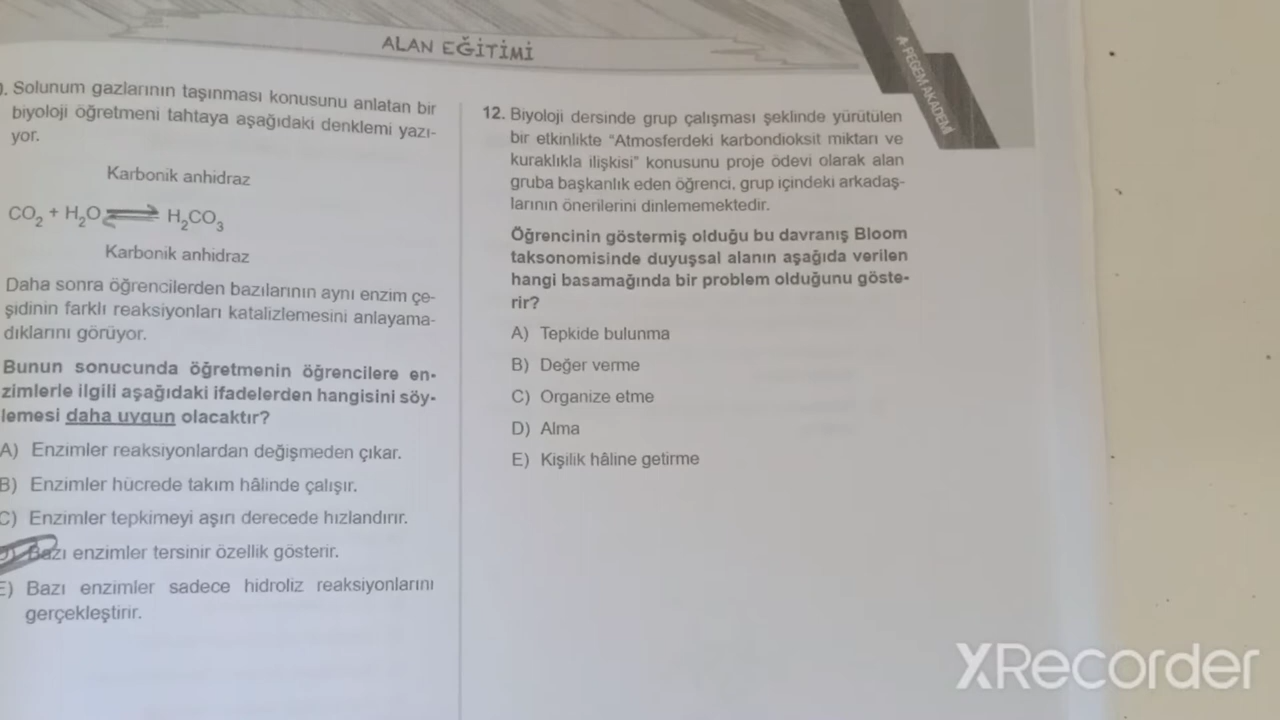 ALAN EĞİTİMİ
A PEGEM AKADEMİ
. Solunum gazlarının taşınması konusunu anlatan bir
biyoloji öğretmeni tahtaya aşağıdaki denklemi yazı-
yor.
Karbonik anhidraz
CO₂ + H₂O ⇌ H₂CO₃
Karbonik anhidraz
Daha sonra öğrencilerden bazılarının aynı enzim çe-
şidinin farklı reaksiyonları katalizlemesini anlayama-
dıklarını görüyor.
Bunun sonucunda öğretmenin öğrencilere en-
zimlerle ilgili aşağıdaki ifadelerden hangisini söy-
lemesi daha uygun olacaktır?
A) Enzimler reaksiyonlardan değişmeden çıkar.
B) Enzimler hücrede takım hâlinde çalışır.
C) Enzimler tepkimeyi aşırı derecede hızlandırır.
D) Bazı enzimler tersinir özellik gösterir.
E) Bazı enzimler sadece hidroliz reaksiyonlarını
gerçekleştirir.
12. Biyoloji dersinde grup çalışması şeklinde yürütülen
bir etkinlikte “Atmosferdeki karbondioksit miktarı ve
kuraklıkla ilişkisi” konusunu proje ödevi olarak alan
gruba başkanlık eden öğrenci, grup içindeki arkadaş-
larının önerilerini dinlememektedir.
Öğrencinin göstermiş olduğu bu davranış Bloom
taksonomisinde duyuşsal alanın aşağıda verilen
hangi basamağında bir problem olduğunu göste-
rir?
A) Tepkide bulunma
B) Değer verme
C) Organize etme
D) Alma
E) Kişilik hâline getirme
XRecorder